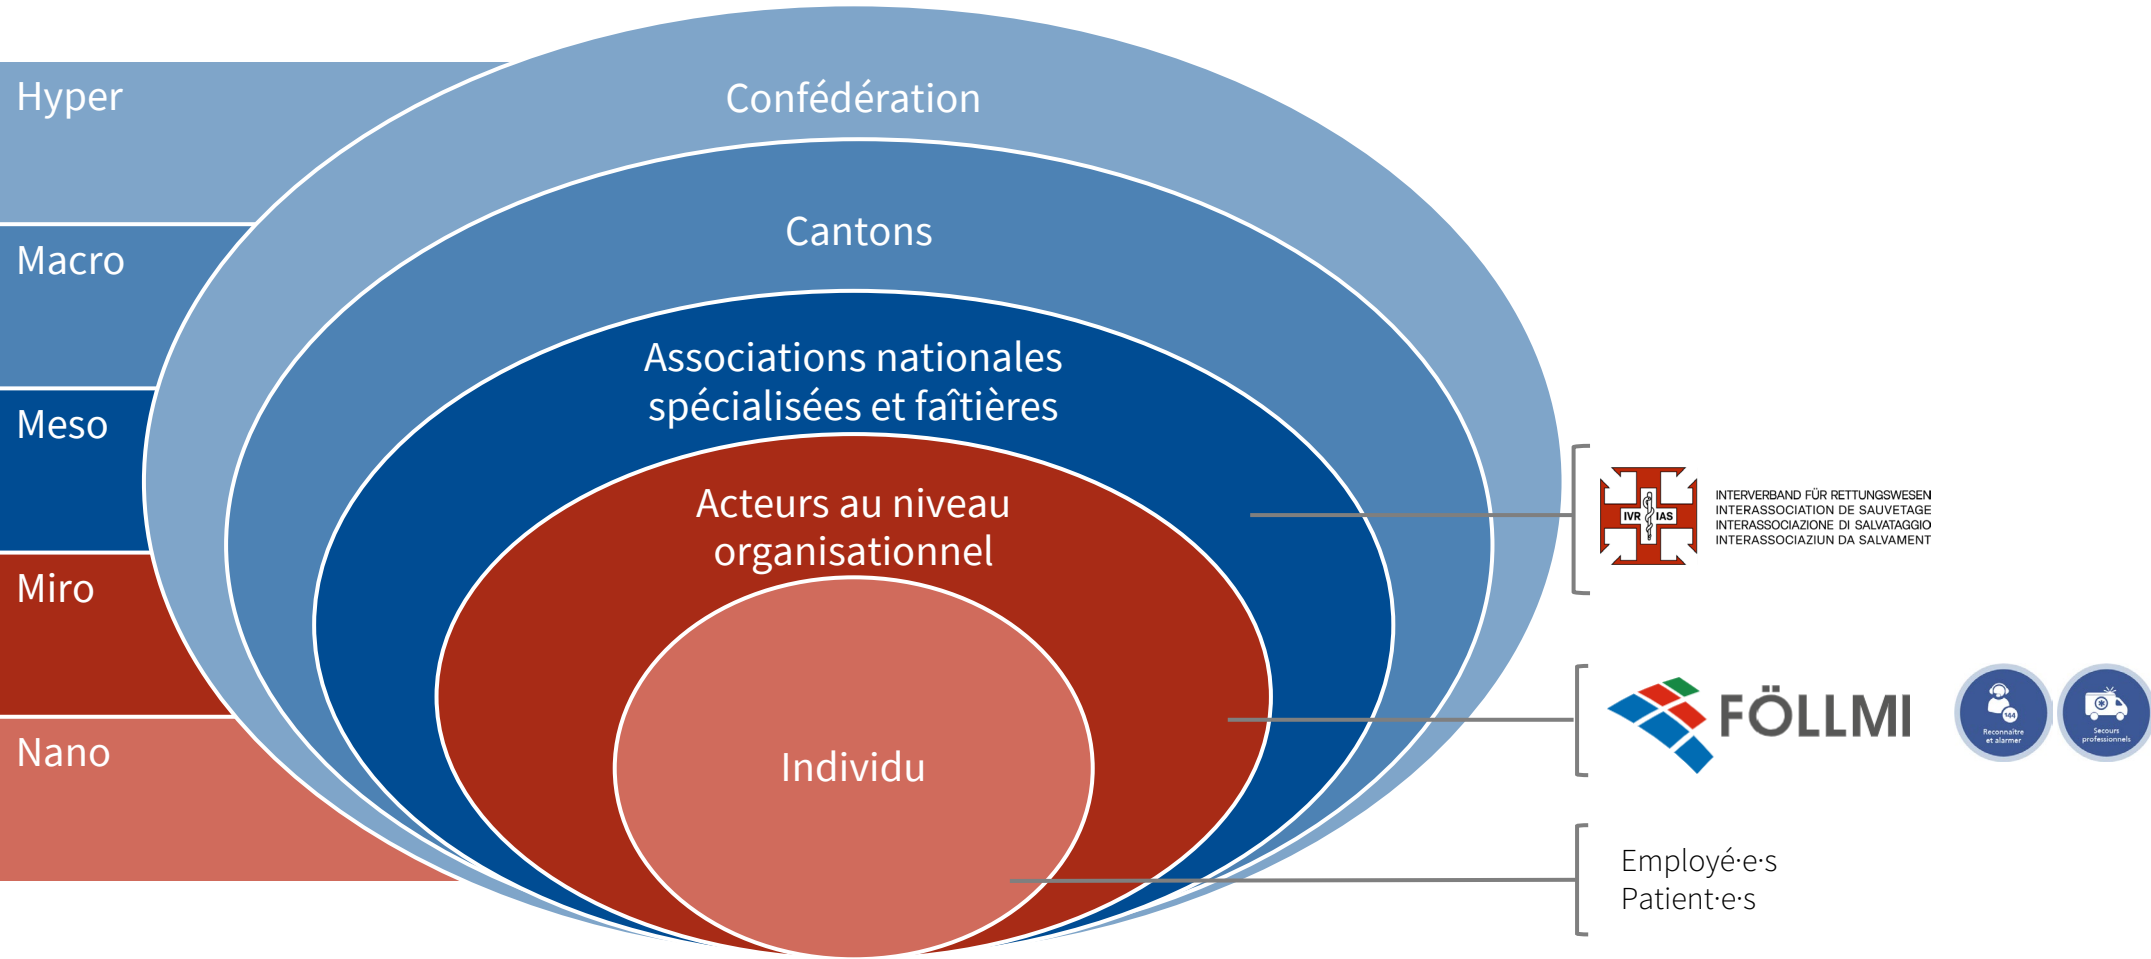 Hyper
Confédération
Macro
Cantons
Meso
Associations nationales
spécialisées et faîtières
Miro
Acteurs au niveau
organisationnel
Nano
Individu
IVR IAS
INTERVERBAND FÜR RETTUNGSWESEN
INTERASSOCIATION DE SAUVETAGE
INTERASSOCIAZIONE DI SALVATAGGIO
INTERASSOCIAZIUN DA SALVAMENT
FÖLLMI
144
Reconnaître
et alarmer
Secours
professionnels
Employé·e·s
Patient·e·s